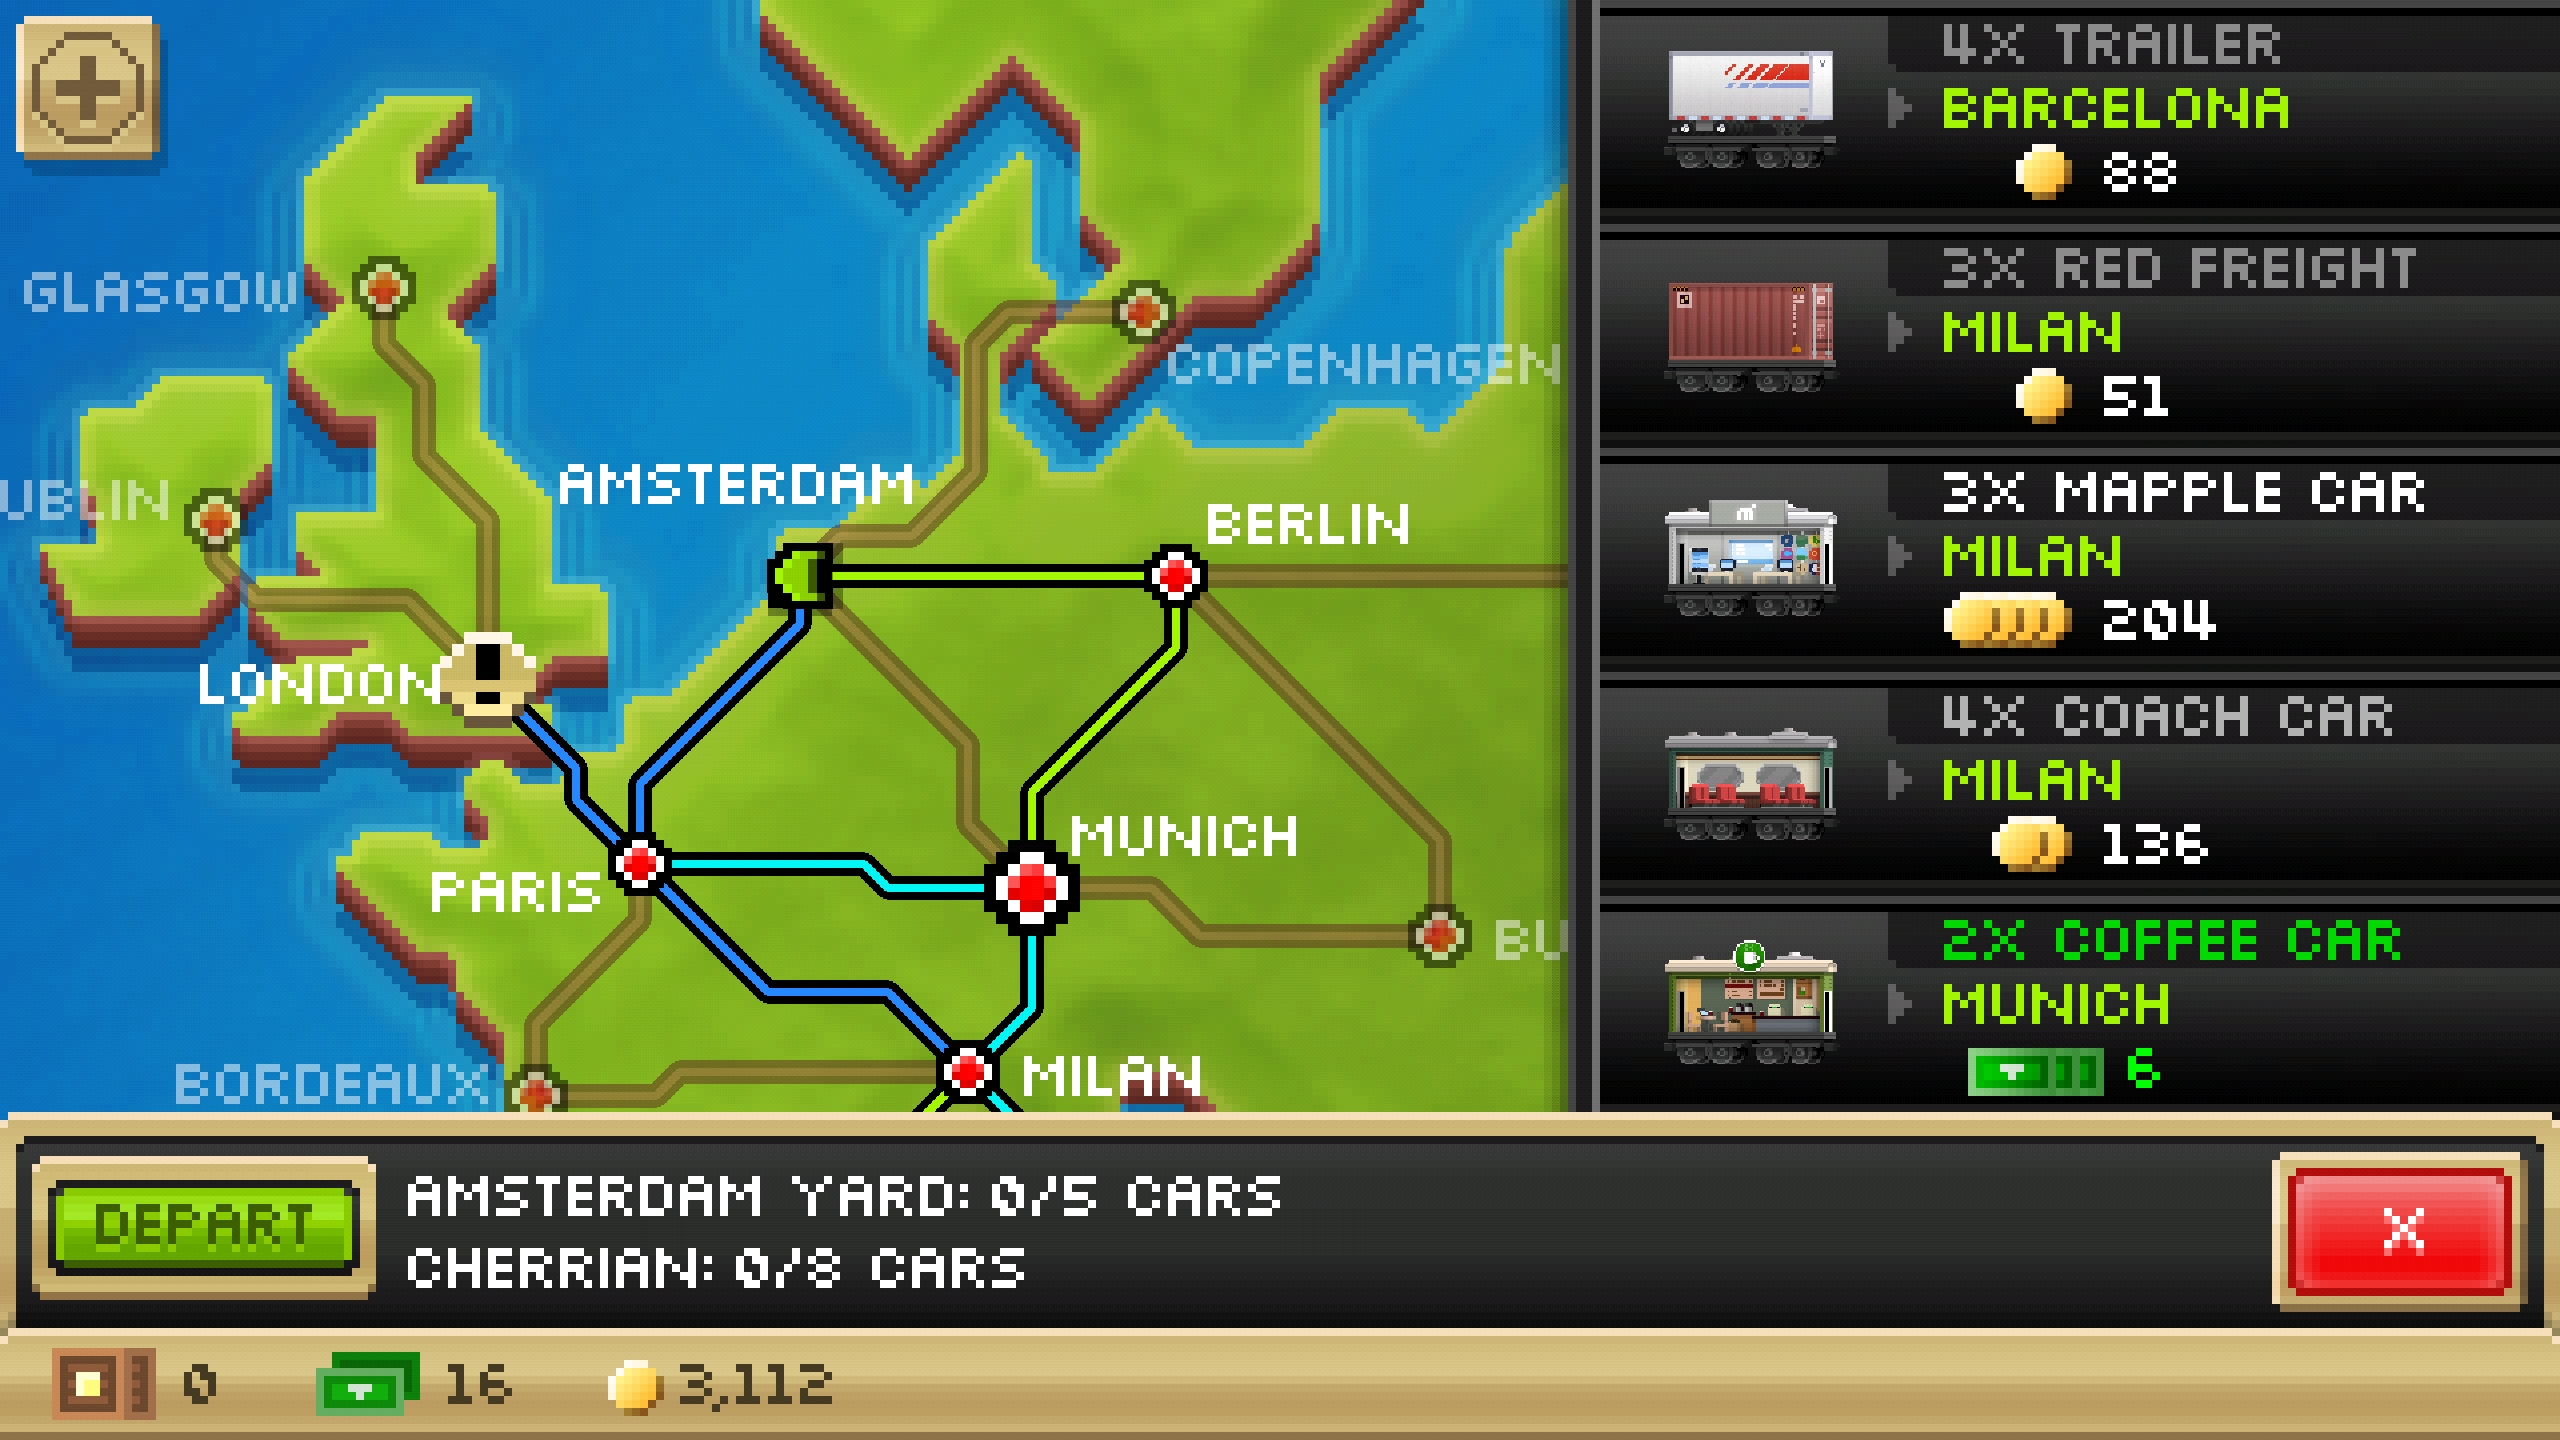 GLASGOW
COPENHAGEN
UBLIN
AMSTERDAM
BERLIN
LONDON
MUNICH
PARIS
BU
BORDEAUX
MILAN
4X TRAILER
BARCELONA
88
3X RED FREIGHT
MILAN
51
3X MAPPLE CAR
MILAN
204
4X COACH CAR
MILAN
136
2X COFFEE CAR
MUNICH
6
DEPART
AMSTERDAM YARD: 0/5 CARS
CHERRIAN: 0/8 CARS
X
0
16
3,112